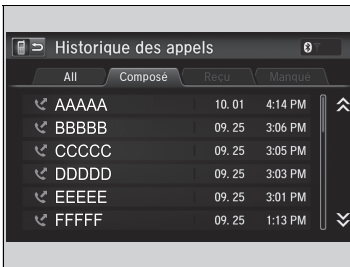 Historique des appels
All Composé Reçu Manqué
AAAAA 10. 01 4:14 PM
BBBBB 09. 25 3:06 PM
CCCCC 09. 25 3:05 PM
DDDDD 09. 25 3:03 PM
EEEEE 09. 25 3:01 PM
FFFFF 09. 25 1:13 PM